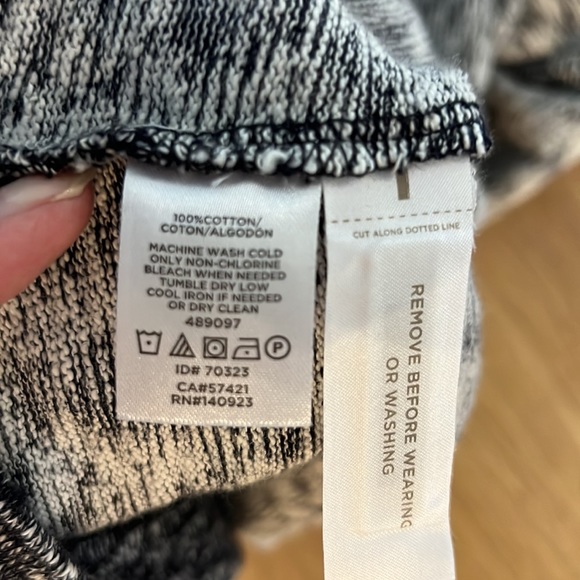 100%COTTON/
COTON/ALGODÓN
MACHINE WASH COLD
ONLY NON-CHLORINE
BLEACH WHEN NEEDED
TUMBLE DRY LOW
COOL IRON IF NEEDED
OR DRY CLEAN
489097
P
ID# 70323
CA#57421
RN#140923
CUT ALONG DOTTED LINE
REMOVE BEFORE WEARING
OR WASHING